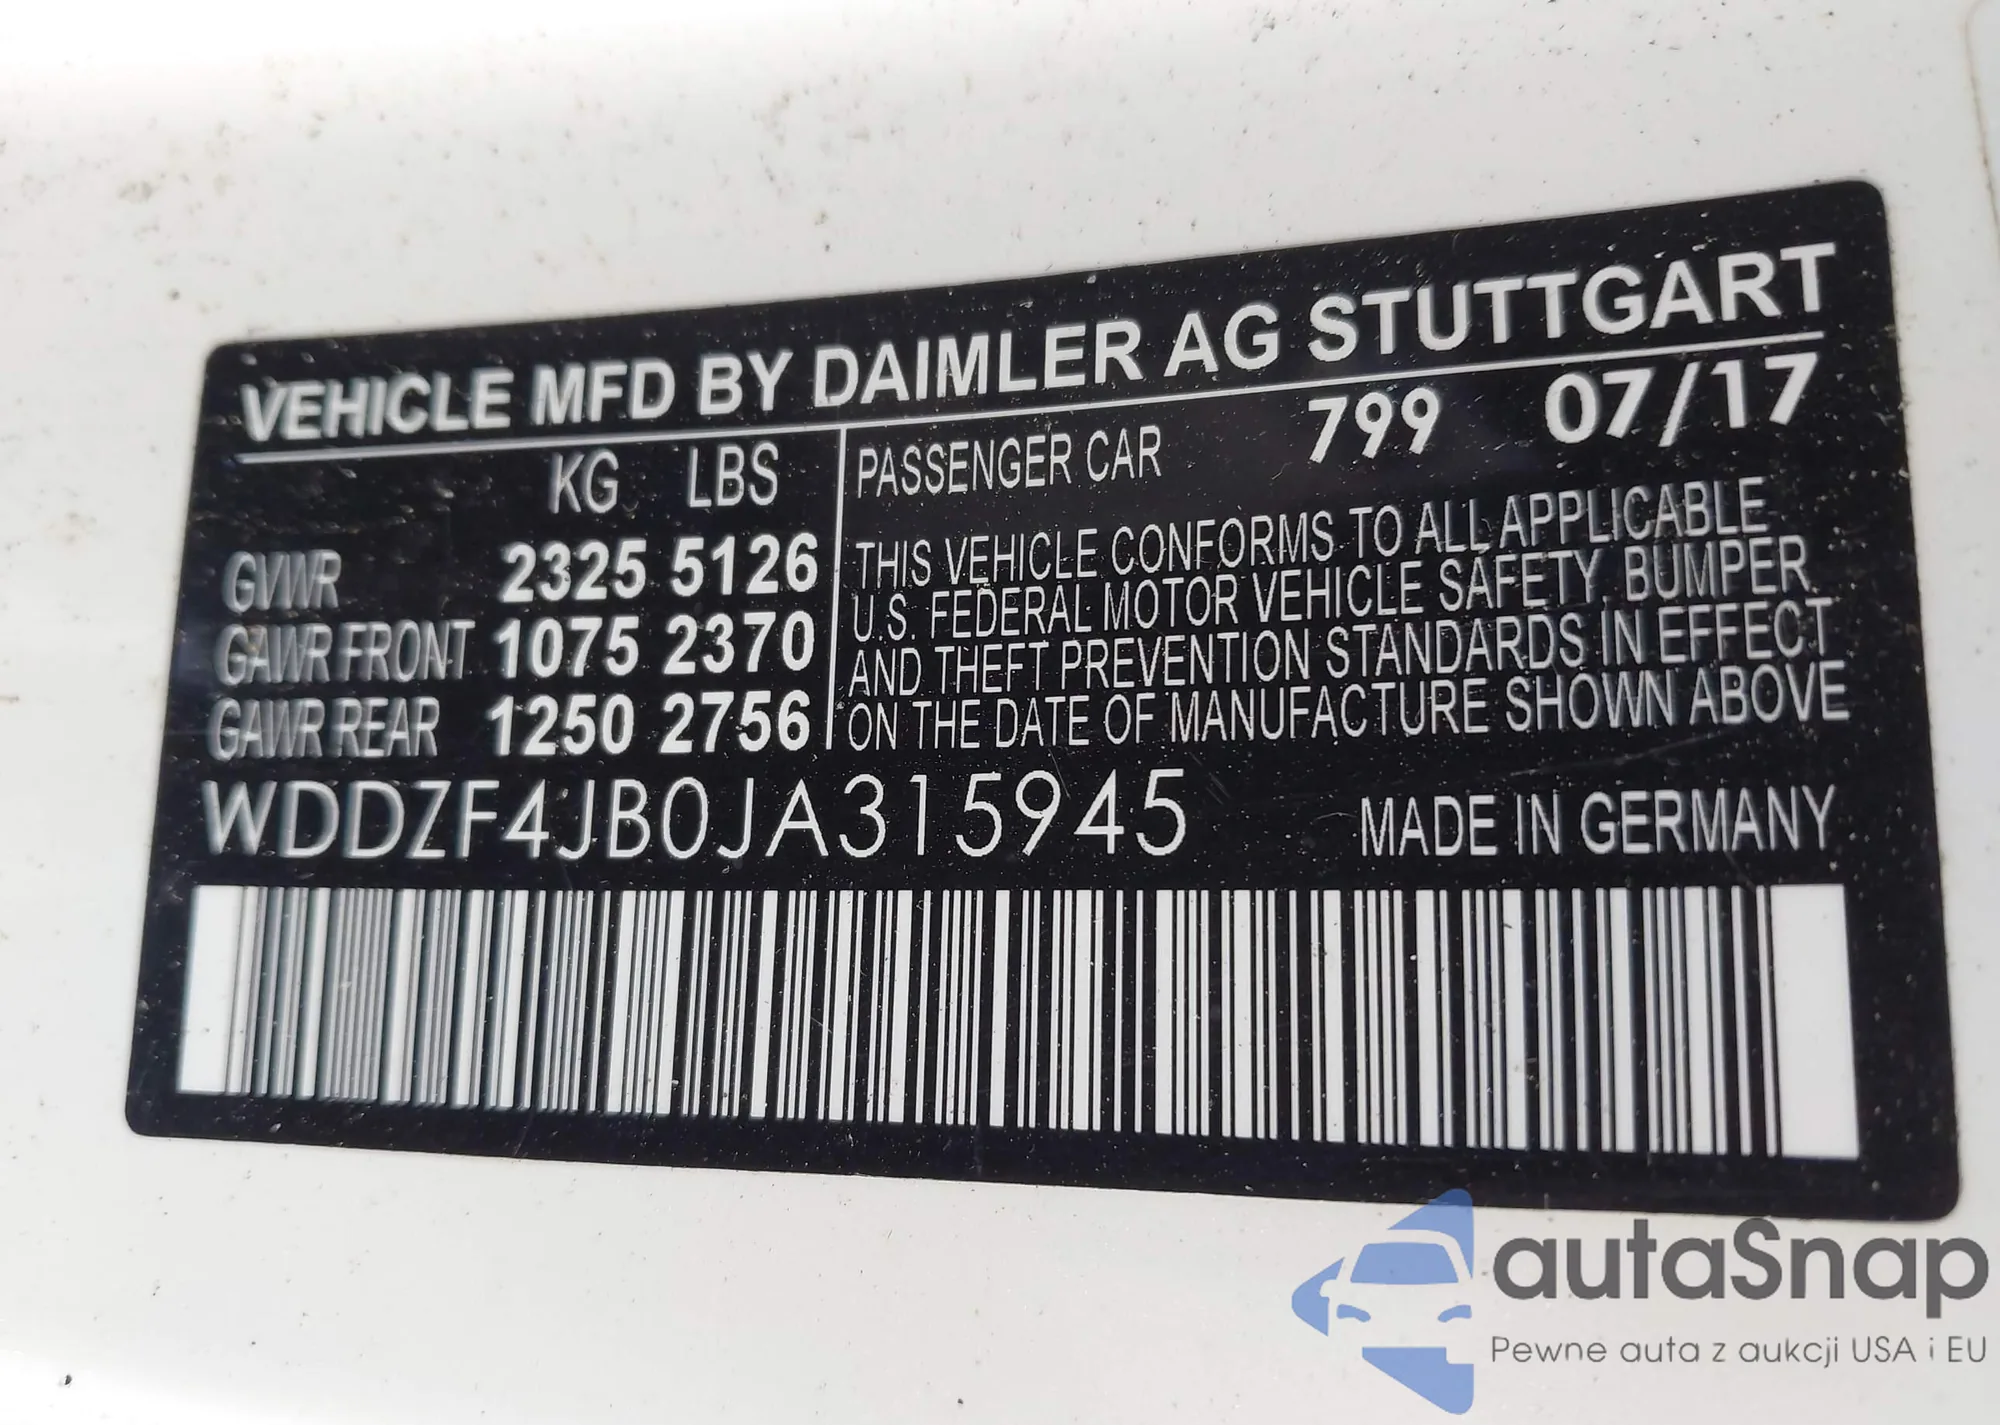 VEHICLE MFD BY DAIMLER AG STUTTGART
KG LBS
GVWR 2325 5126
GAWR FRONT 1075 2370
GAWR REAR 1250 2756
PASSENGER CAR 799 07/17
THIS VEHICLE CONFORMS TO ALL APPLICABLE
U.S. FEDERAL MOTOR VEHICLE SAFETY, BUMPER,
AND THEFT PREVENTION STANDARDS IN EFFECT
ON THE DATE OF MANUFACTURE SHOWN ABOVE
WDDZF4JB0JA315945 MADE IN GERMANY
autaSnap
Pewne auta z aukcji USA i EU